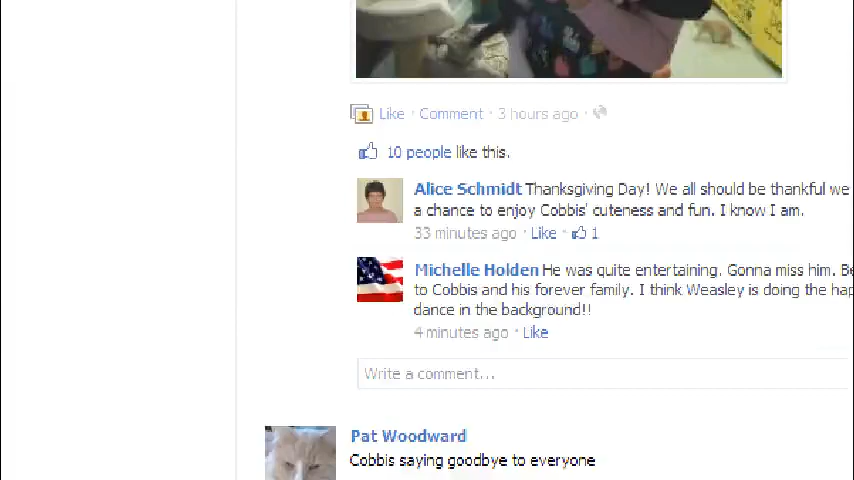 Like · Comment · 3 hours ago ·
10 people like this.
Alice Schmidt Thanksgiving Day! We all should be thankful we
a chance to enjoy Cobbis' cuteness and fun. I know I am.
33 minutes ago · Like · 1
Michelle Holden He was quite entertaining. Gonna miss him. Be
to Cobbis and his forever family. I think Weasley is doing the hap
dance in the background!!
4 minutes ago · Like
Write a comment...
Pat Woodward
Cobbis saying goodbye to everyone